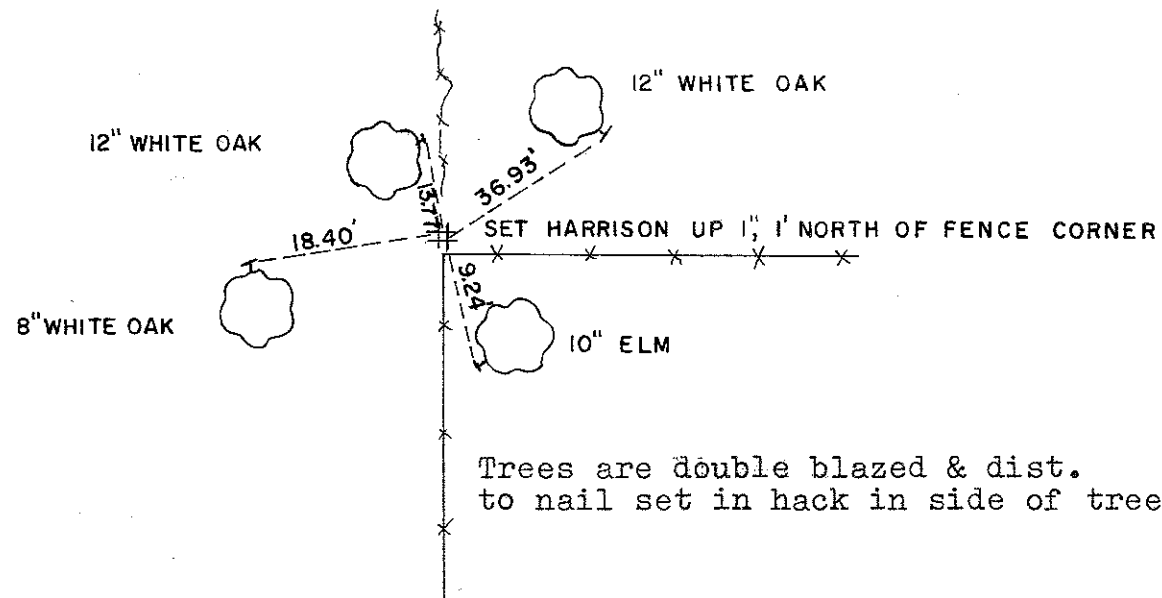 12" WHITE OAK
12" WHITE OAK
36.93'
13.77'
18.40'
SET HARRISON UP 1", 1' NORTH OF FENCE CORNER
9.24'
8" WHITE OAK
10" ELM
Trees are double blazed & dist.
to nail set in hack in side of tree